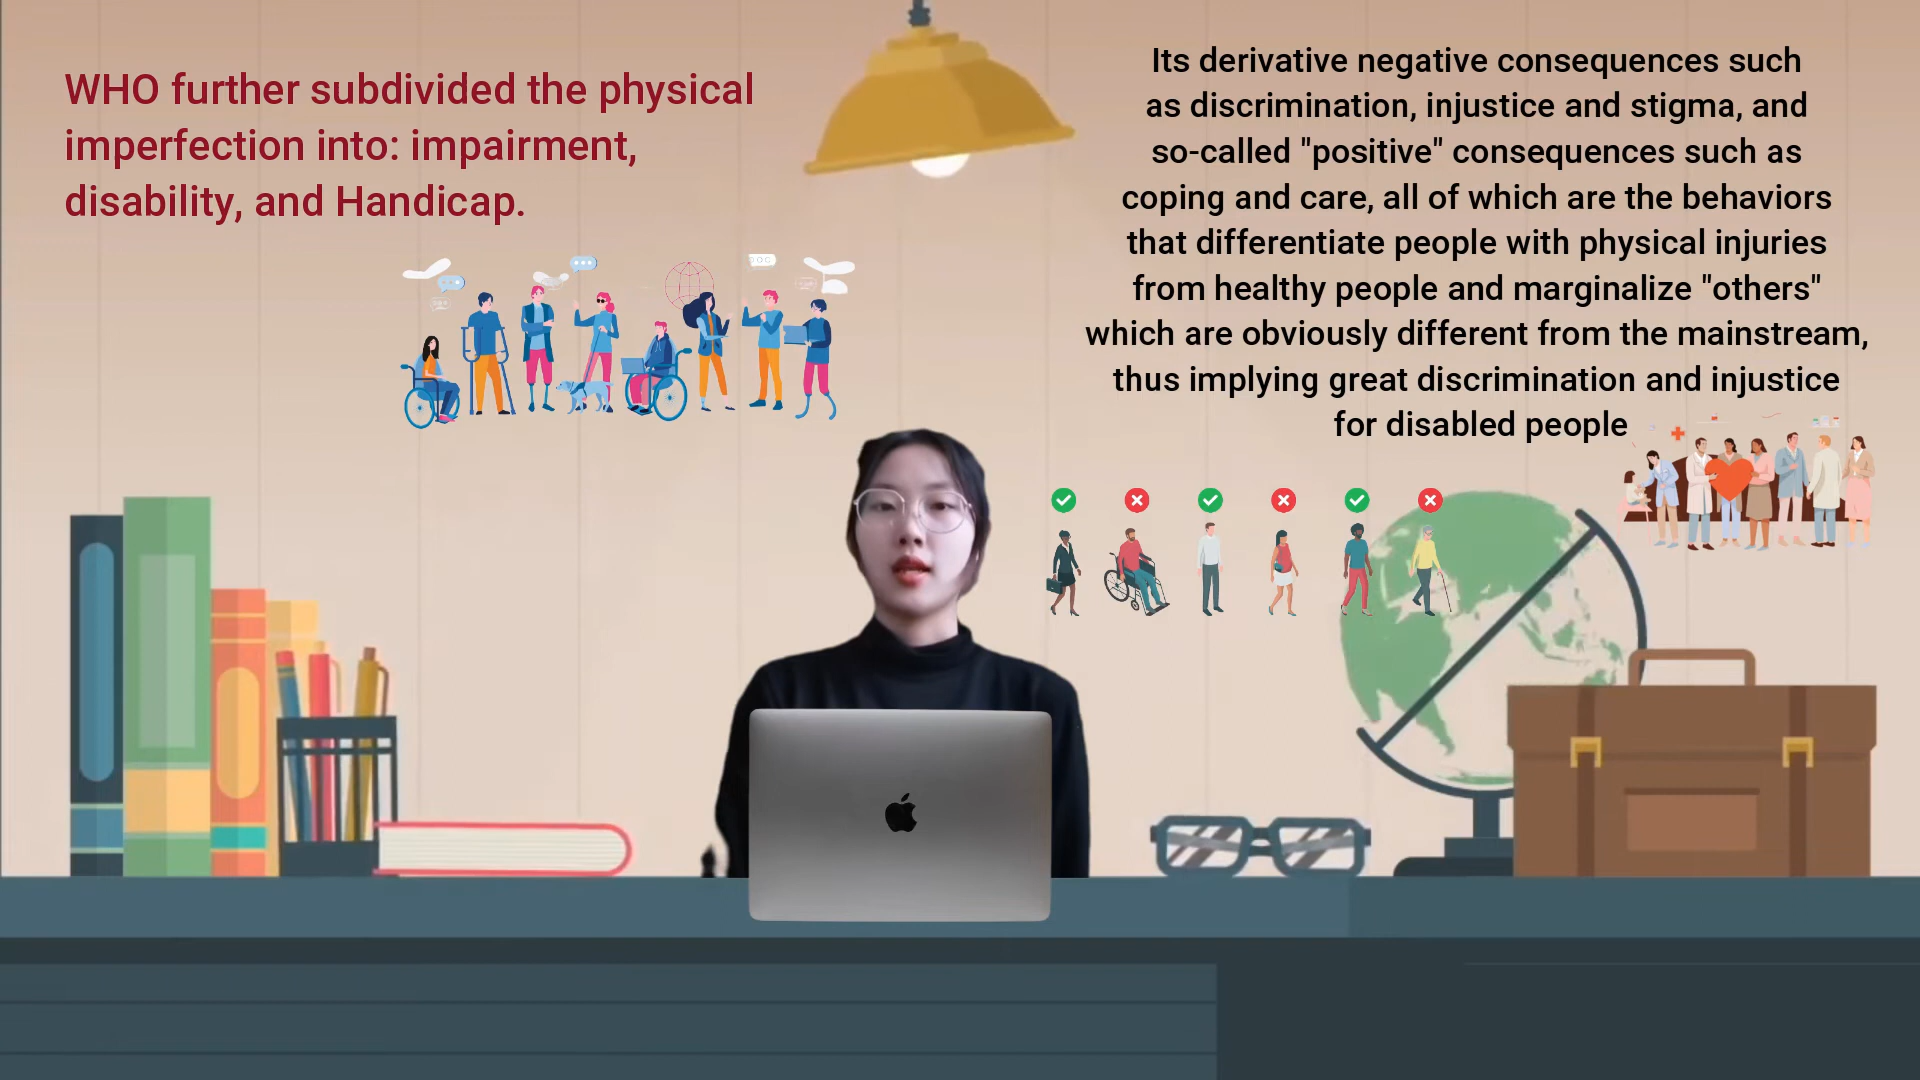 WHO further subdivided the physical
imperfection into: impairment,
disability, and Handicap.
Its derivative negative consequences such
as discrimination, injustice and stigma, and
so-called "positive" consequences such as
coping and care, all of which are the behaviors
that differentiate people with physical injuries
from healthy people and marginalize "others"
which are obviously different from the mainstream,
thus implying great discrimination and injustice
for disabled people